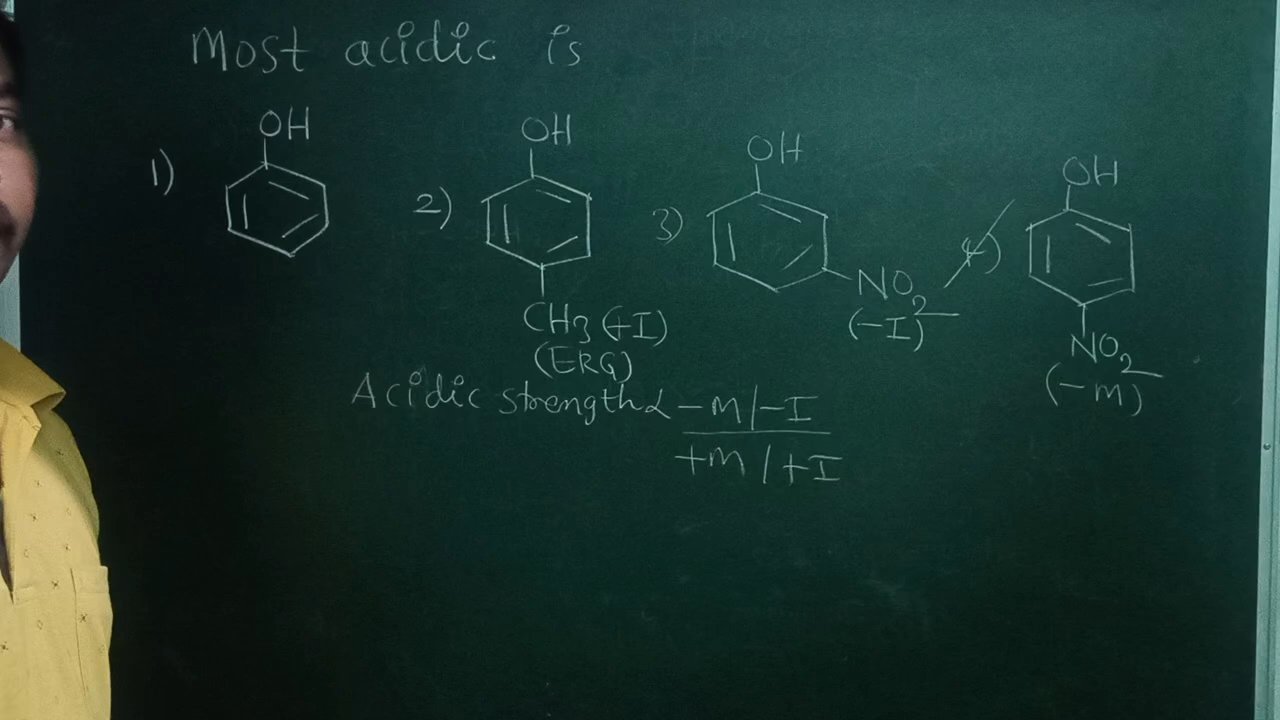 Most acidic is
1) OH
2) OH
CH3 (+I)
(ERG)
3) OH
NO2
(-I)
4) OH
NO2
(-m)
Acidic strength α -m/-I
+m/+I